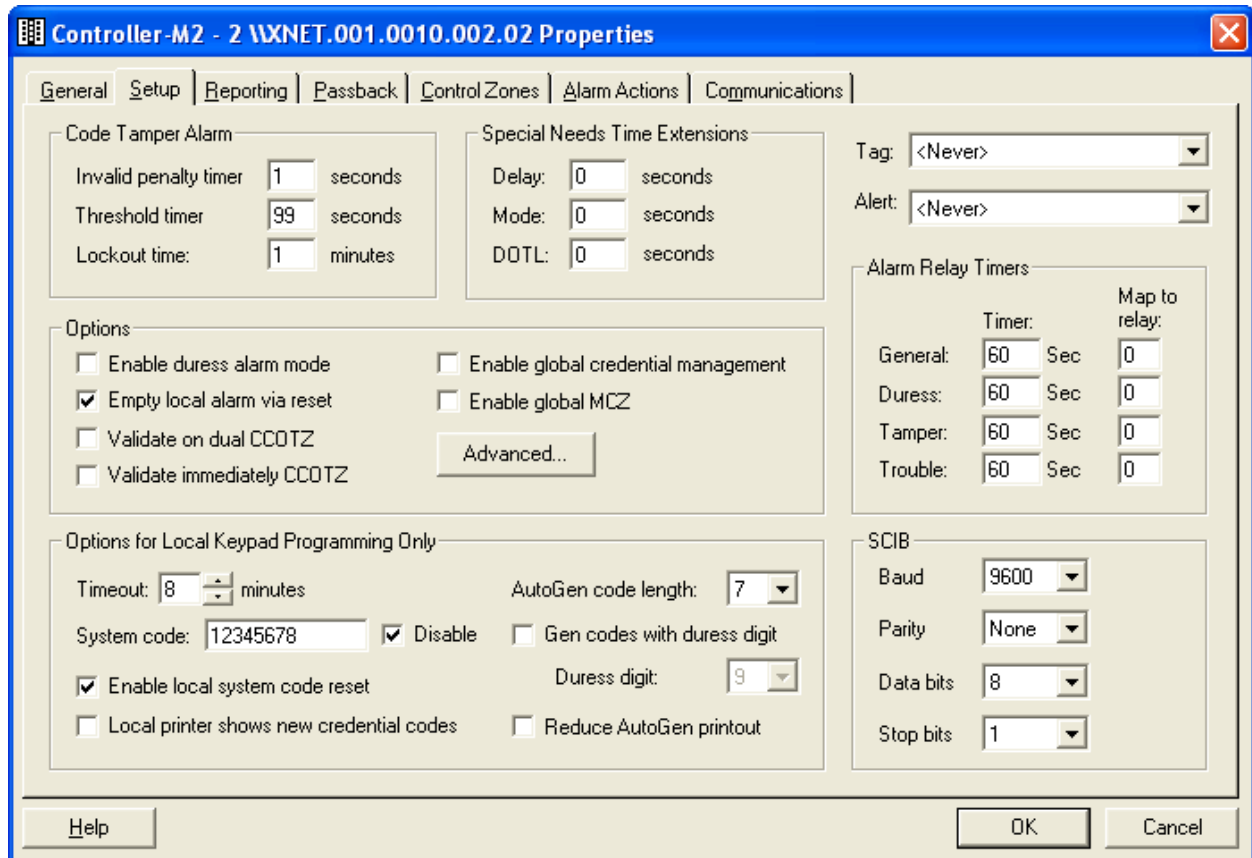 Controller-M2 - 2 \\XNET.001.0010.002.02 Properties
General Setup Reporting Passback Control Zones Alarm Actions Communications
Code Tamper Alarm
Invalid penalty timer 1 seconds
Threshold timer 99 seconds
Lockout time: 1 minutes
Special Needs Time Extensions
Delay: 0 seconds
Mode: 0 seconds
DOTL: 0 seconds
Tag: <Never>
Alert: <Never>
Alarm Relay Timers
Timer: Map to relay:
General: 60 Sec 0
Duress: 60 Sec 0
Tamper: 60 Sec 0
Trouble: 60 Sec 0
Options
Enable duress alarm mode
Empty local alarm via reset
Validate on dual CCOTZ
Validate immediately CCOTZ
Enable global credential management
Enable global MCZ
Advanced...
Options for Local Keypad Programming Only
Timeout: 8 minutes
System code: 12345678 Disable
Enable local system code reset
Local printer shows new credential codes
AutoGen code length: 7
Gen codes with duress digit
Duress digit: 9
Reduce AutoGen printout
SCIB
Baud 9600
Parity None
Data bits 8
Stop bits 1
Help OK Cancel